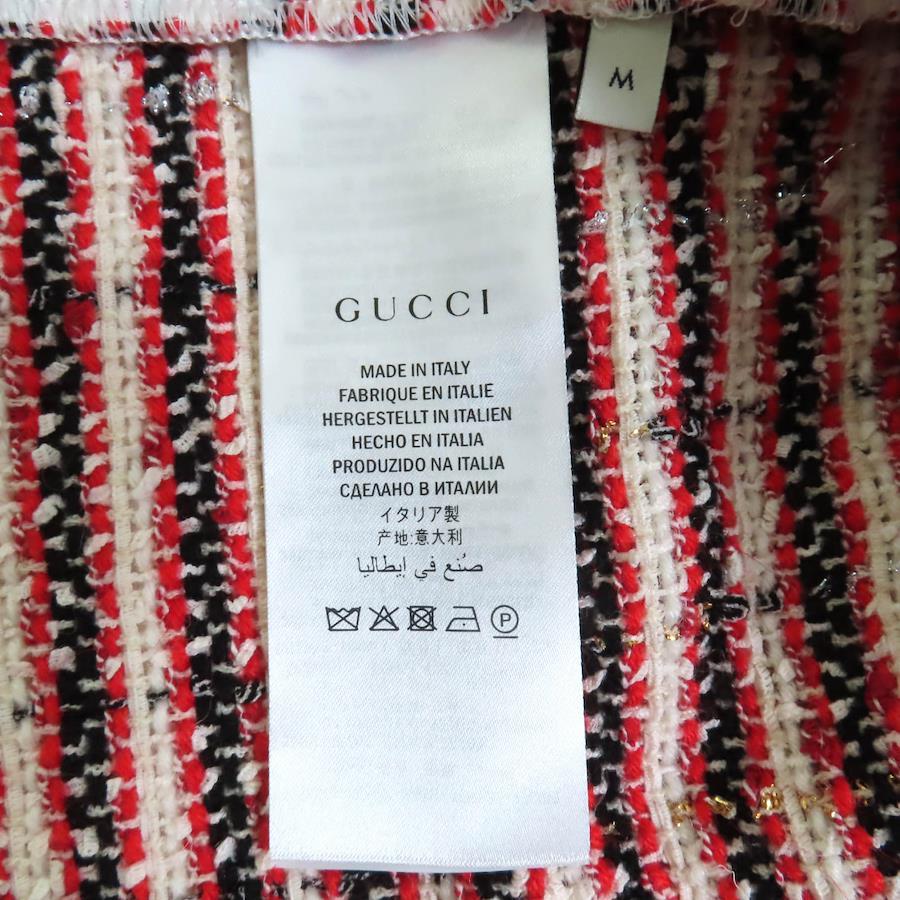 M
GUCCI
MADE IN ITALY
FABRIQUE EN ITALIE
HERGESTELLT IN ITALIEN
HECHO EN ITALIA
PRODUZIDO NA ITALIA
СДЕЛАНО В ИТАЛИИ
イタリア製
产地:意大利
صُنع في إيطاليا
P